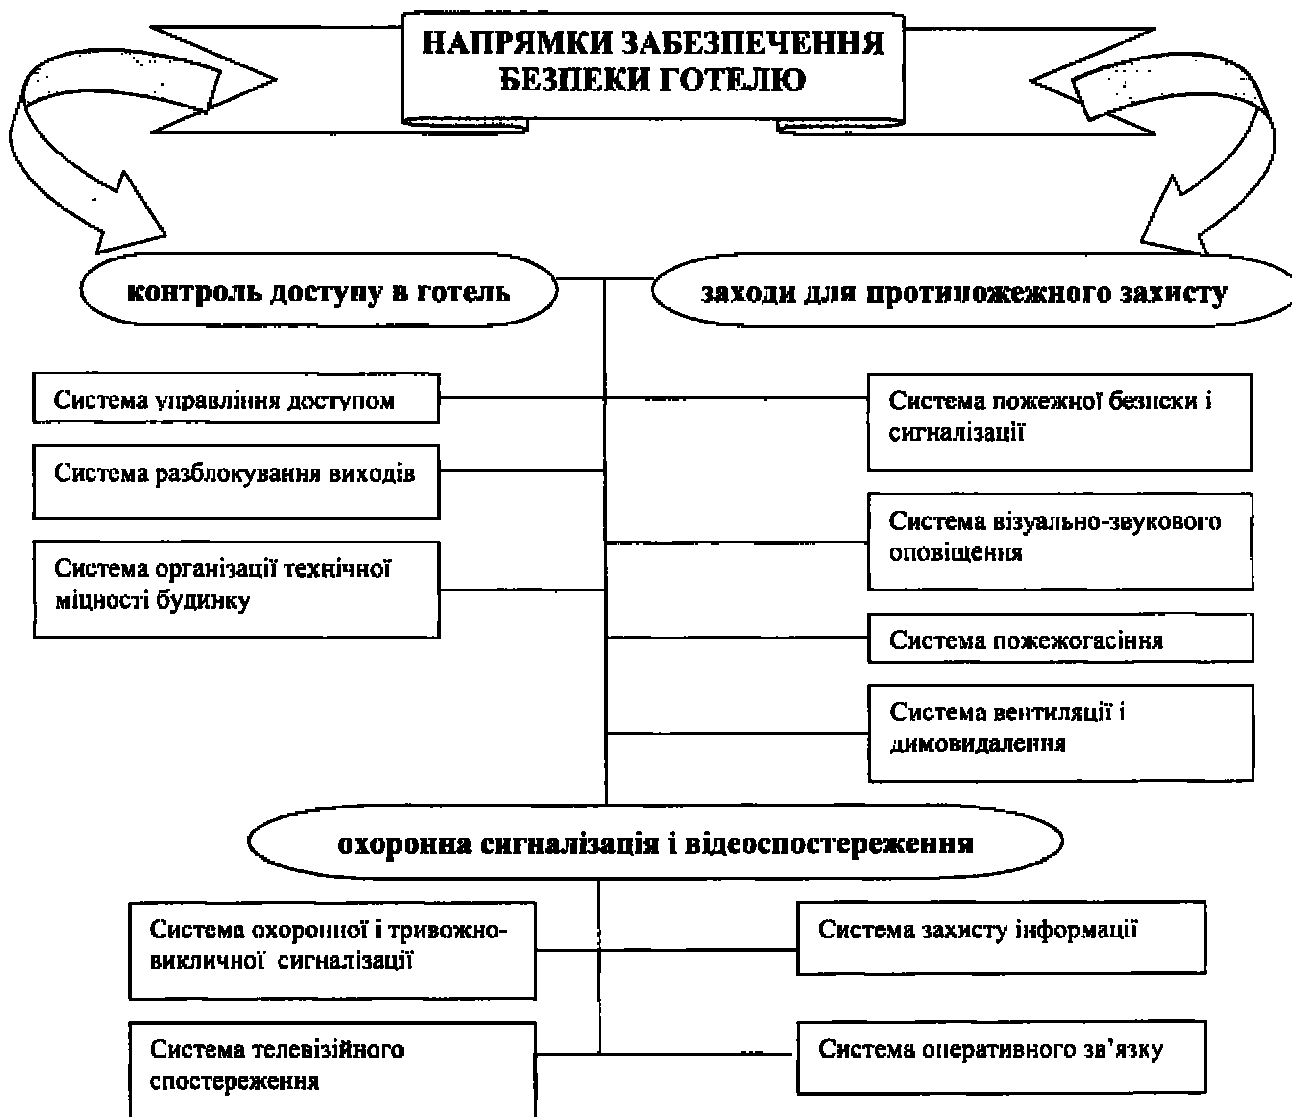 НАПРЯМКИ ЗАБЕЗПЕЧЕННЯ
БЕЗПЕКИ ГОТЕЛЮ
контроль доступу в готель
заходи для протипожежного захисту
Система управління доступом
Система разблокування виходів
Система організації технічної
міцності будинку
Система пожежної безпеки і
сигналізації
Система візуально-звукового
оповіщення
Система пожежогасіння
Система вентиляції і
димовидалення
охоронна сигналізація і відеоспостереження
Система охоронної і тривожно-
викличної сигналізації
Система телевізійного
спостереження
Система захисту інформації
Система оперативного зв’язку